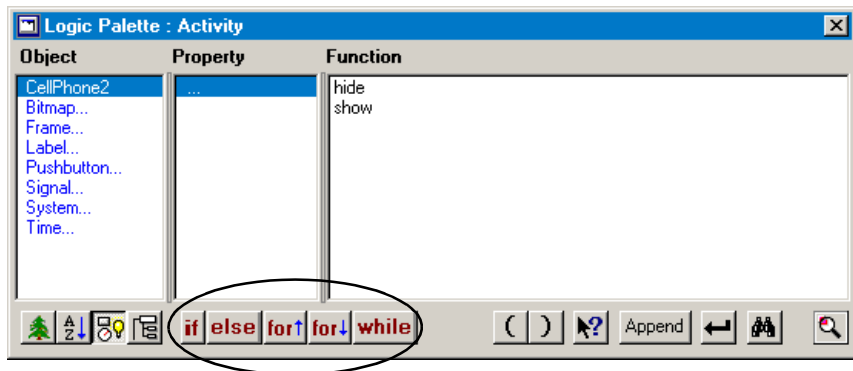 Logic Palette : Activity
Object Property Function
CellPhone2 ... hide
Bitmap... show
Frame...
Label...
Pushbutton...
Signal...
System...
Time...
A Z if else for↑ for↓ while ( ) ? Append